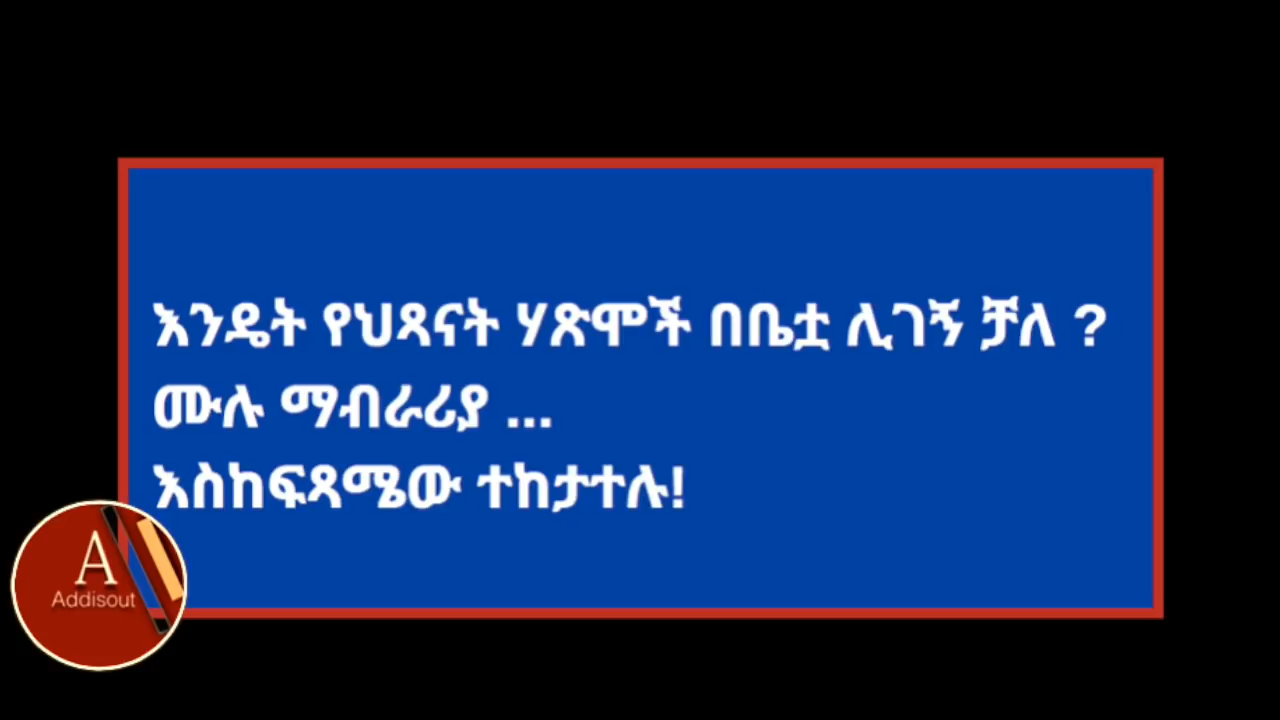 እንዴት የህጻናት ሃጽሞች በቤቷ ሊገኝ ቻለ ?
ሙሉ ማብራሪያ ...
እስከፍጻሜው ተከታተሉ!
A
Addisout